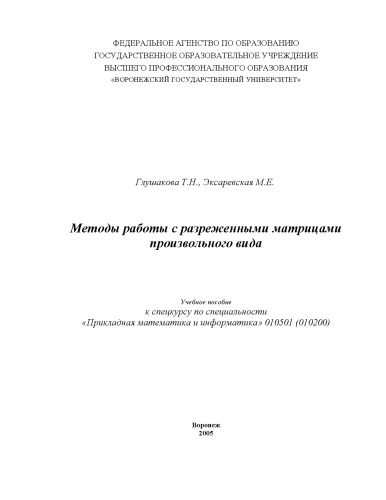 ФЕДЕРАЛЬНОЕ АГЕНСТВО ПО ОБРАЗОВАНИЮ
ГОСУДАРСТВЕННОЕ ОБРАЗОВАТЕЛЬНОЕ УЧРЕЖДЕНИЕ
ВЫСШЕГО ПРОФЕССИОНАЛЬНОГО ОБРАЗОВАНИЯ
«ВОРОНЕЖСКИЙ ГОСУДАРСТВЕННЫЙ УНИВЕРСИТЕТ»
Глушакова Т.Н., Эксаревская М.Е.
Методы работы с разреженными матрицами
произвольного вида
Учебное пособие
к спецкурсу по специальности
«Прикладная математика и информатика» 010501 (010200)
Воронеж
2005